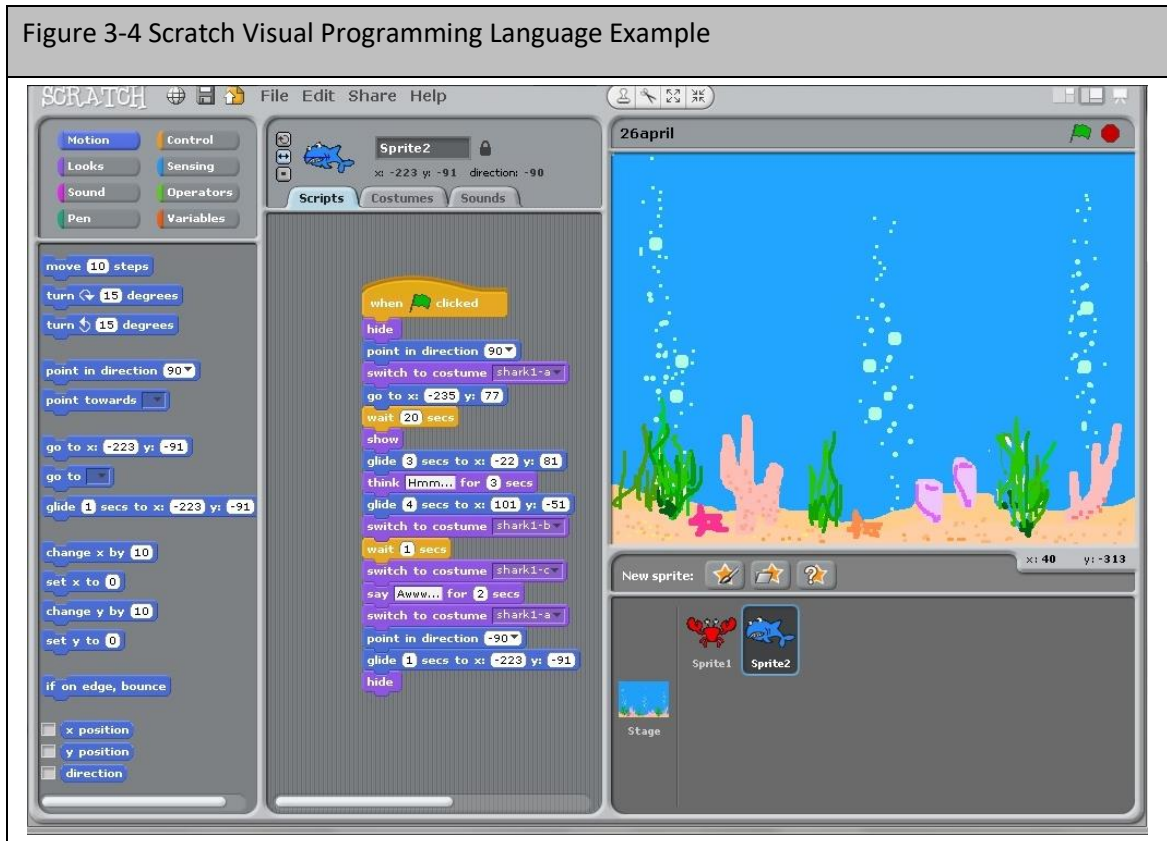 Figure 3-4 Scratch Visual Programming Language Example
SCRATCH File Edit Share Help
Motion Control
Looks Sensing
Sound Operators
Pen Variables
move 10 steps
turn 15 degrees
turn 15 degrees
point in direction 90
point towards
go to x: -223 y: -91
go to
glide 1 secs to x: -223 y: -91
change x by 10
set x to 0
change y by 10
set y to 0
if on edge, bounce
x position
y position
direction
Sprite2
x: -223 y: -91 direction: -90
Scripts Costumes Sounds
when clicked
hide
point in direction 90
switch to costume shark1-a
go to x: -235 y: 77
wait 20 secs
show
glide 3 secs to x: -22 y: 81
think Hmm... for 3 secs
glide 4 secs to x: 101 y: -51
switch to costume shark1-b
wait 1 secs
switch to costume shark1-c
say Awww... for 2 secs
switch to costume shark1-a
point in direction -90
glide 1 secs to x: -223 y: -91
hide
26april
x: 40 y: -313
New sprite:
Sprite1 Sprite2
Stage